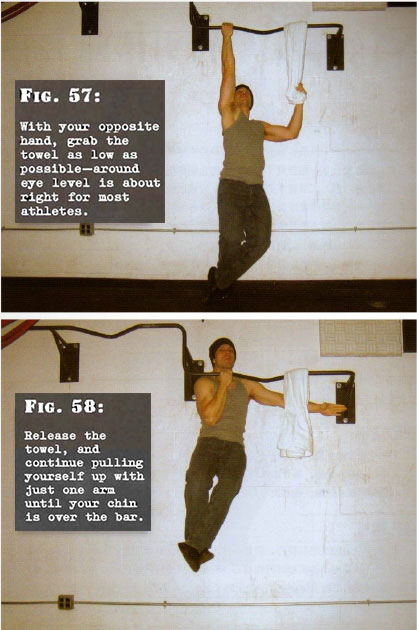 Fig. 57:
With your opposite
hand, grab the
towel as low as
possible—around
eye level is about
right for most
athletes.
Fig. 58:
Release the
towel, and
continue pulling
yourself up with
just one arm
until your chin
is over the bar.